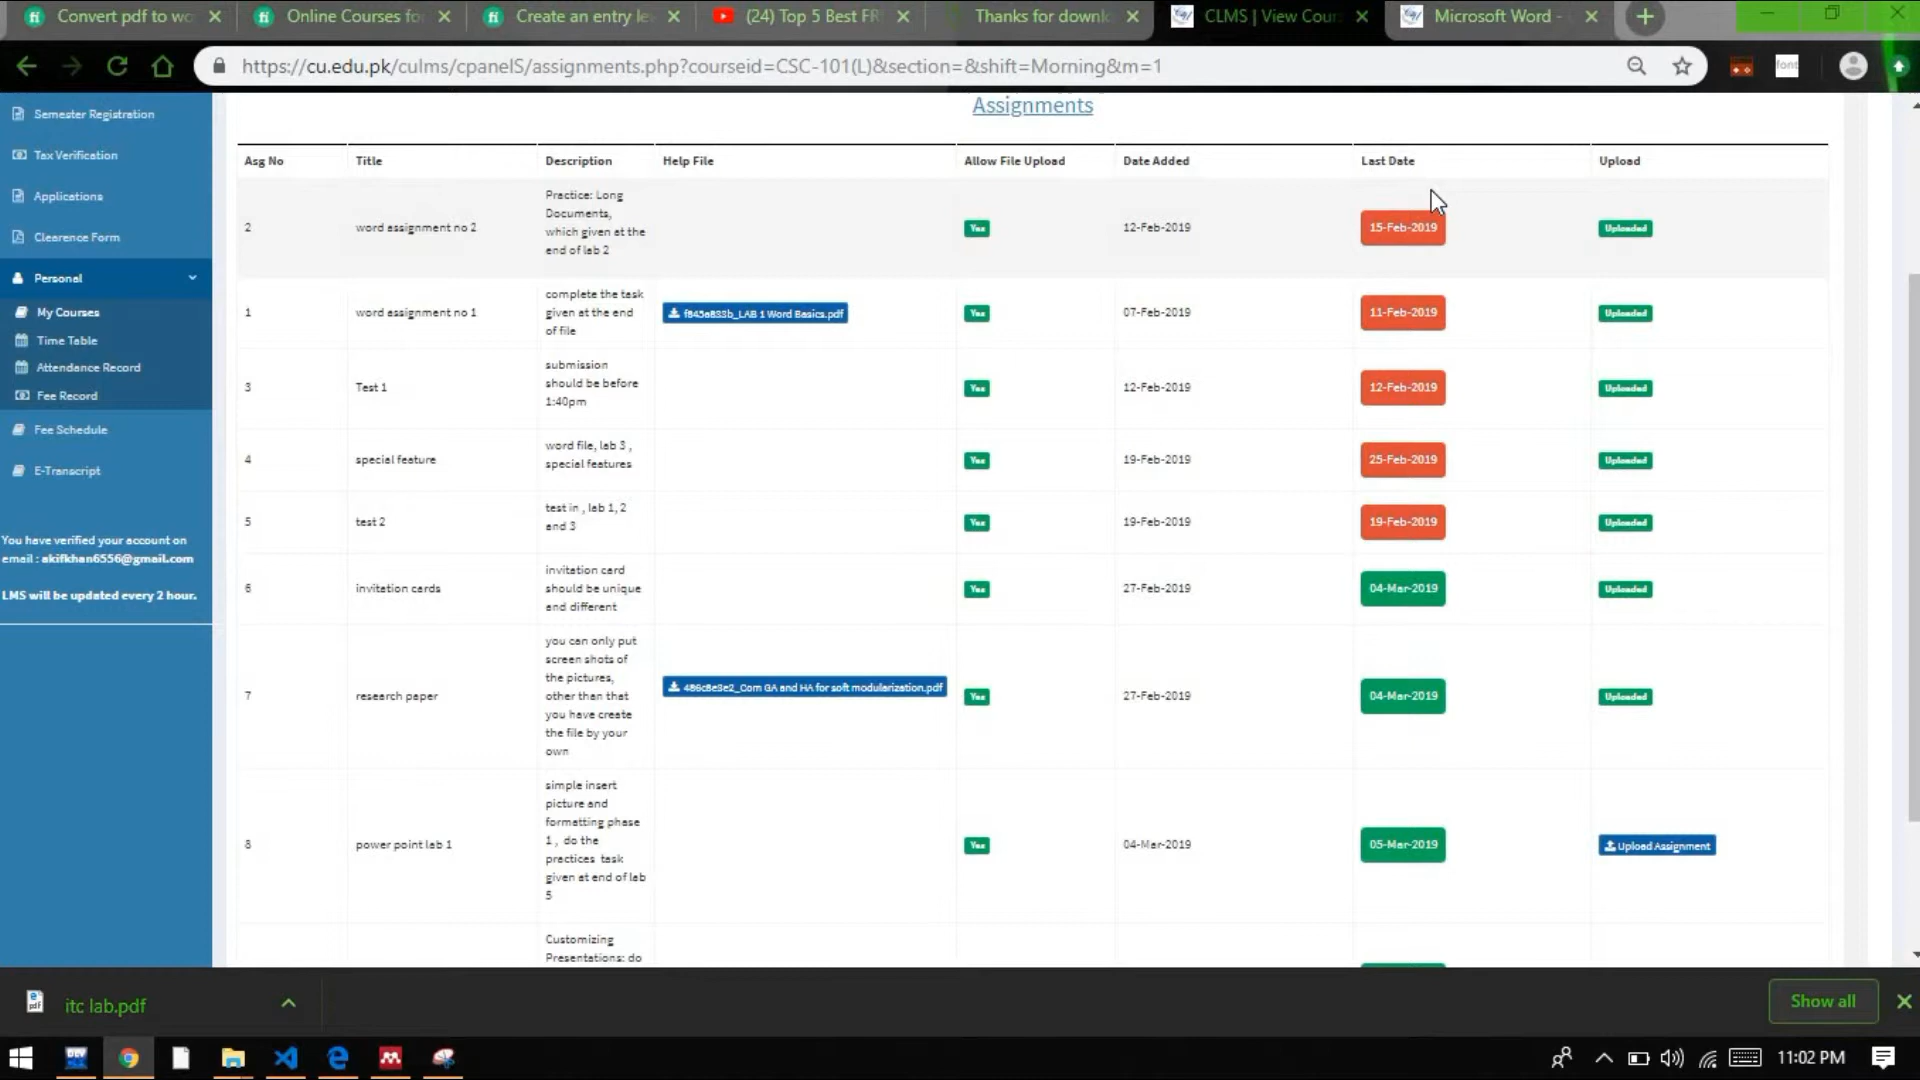 Convert pdf to wo
Online Courses fo
Create an entry le
(24) Top 5 Best FR
Thanks for downl
CLMS | View Cour
Microsoft Word -
https://cu.edu.pk/culms/cpanelS/assignments.php?courseid=CSC-101(L)&section=&shift=Morning&m=1
font
Semester Registration
Tax Verification
Applications
Clearence Form
Personal
My Courses
Time Table
Attendance Record
Fee Record
Fee Schedule
E-Transcript
You have verified your account on
email : akifkhan6556@gmail.com
LMS will be updated every 2 hour.
Assignments
Asg No Title Description Help File Allow File Upload Date Added Last Date Upload
Practice: Long
Documents,
which given at the
end of lab 2
2 word assignment no 2 Yes 12-Feb-2019 15-Feb-2019 Uploaded
complete the task
given at the end
of file
1 word assignment no 1 f845e833b_LAB 1 Word Basics.pdf Yes 07-Feb-2019 11-Feb-2019 Uploaded
submission
should be before
1:40pm
3 Test 1 Yes 12-Feb-2019 12-Feb-2019 Uploaded
word file, lab 3 ,
special features
4 special feature Yes 19-Feb-2019 25-Feb-2019 Uploaded
test in , lab 1, 2
and 3
5 test 2 Yes 19-Feb-2019 19-Feb-2019 Uploaded
invitation card
should be unique
and different
6 invitation cards Yes 27-Feb-2019 04-Mar-2019 Uploaded
you can only put
screen shots of
the pictures,
other than that
you have create
the file by your
own
7 research paper 486c8e3e2_Com GA and HA for soft modularization.pdf Yes 27-Feb-2019 04-Mar-2019 Uploaded
simple insert
picture and
formatting phase
1 , do the
practices task
given at end of lab
5
8 power point lab 1 Yes 04-Mar-2019 05-Mar-2019 Upload Assignment
Customizing
Presentations: do
itc lab.pdf
Show all
DEV
11:02 PM